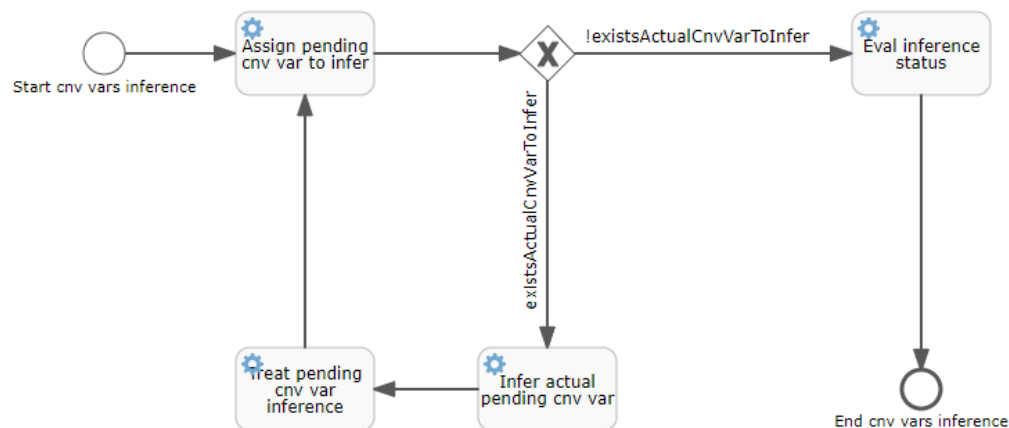 Assign pending
cnv var to infer
!existsActualCnvVarToInfer
Eval inference
status
Start cnv vars inference
existsActualCnvVarToInfer
Treat pending
cnv var
inference
Infer actual
pending cnv var
End cnv vars inference